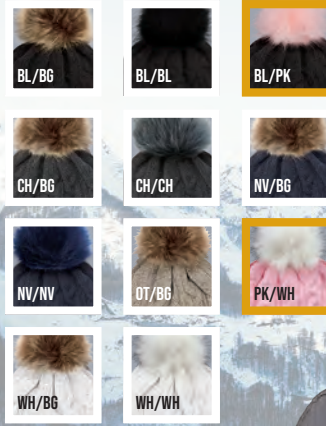 BL/BG
BL/BL
BL/PK
CH/BG
CH/CH
NV/BG
NV/NV
OT/BG
PK/WH
WH/BG
WH/WH